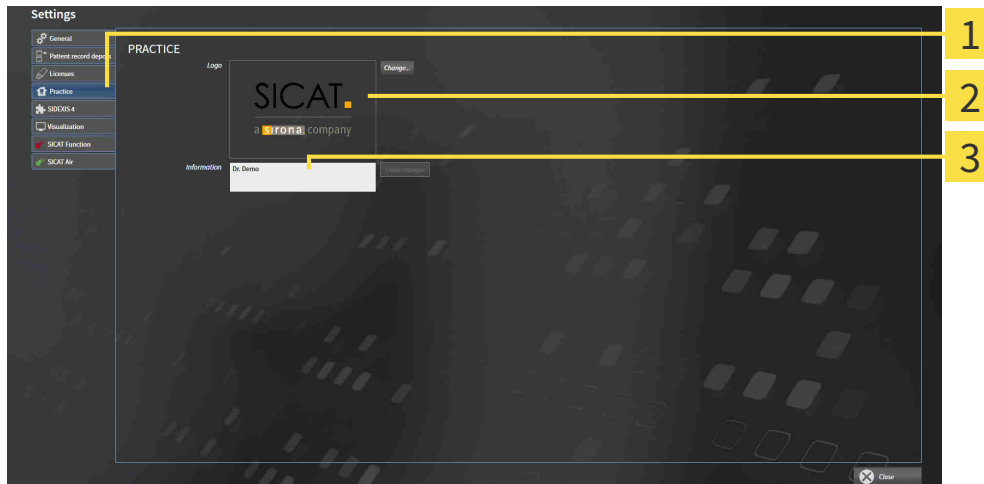 Settings
General
Patient record depots
Licenses
Practice
SIDEXIS 4
Visualization
SICAT Function
SICAT Air
PRACTICE
Logo
SICAT.
a sirona. company
Change...
Information
Dr. Demo
Close
1
2
3